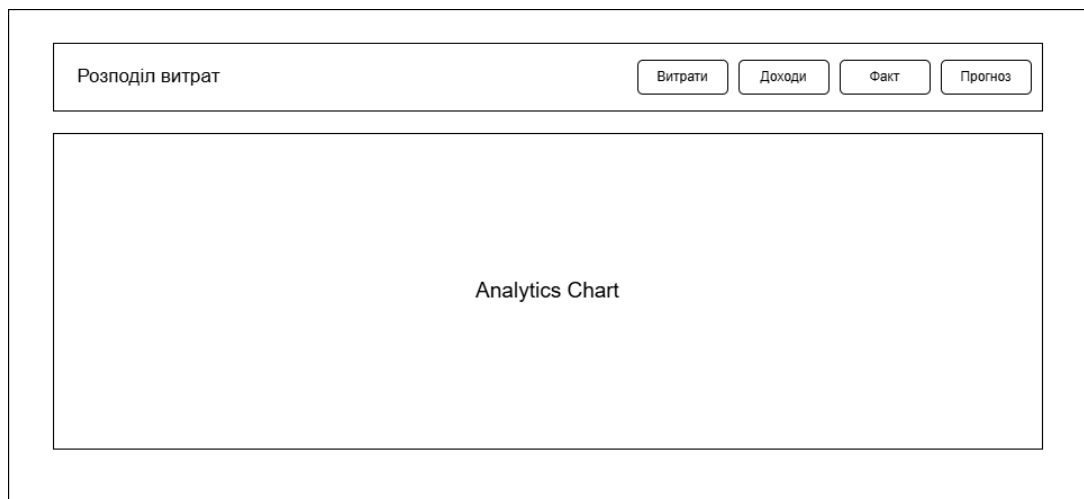 Розподіл витрат
Витрати
Доходи
Факт
Прогноз
Analytics Chart